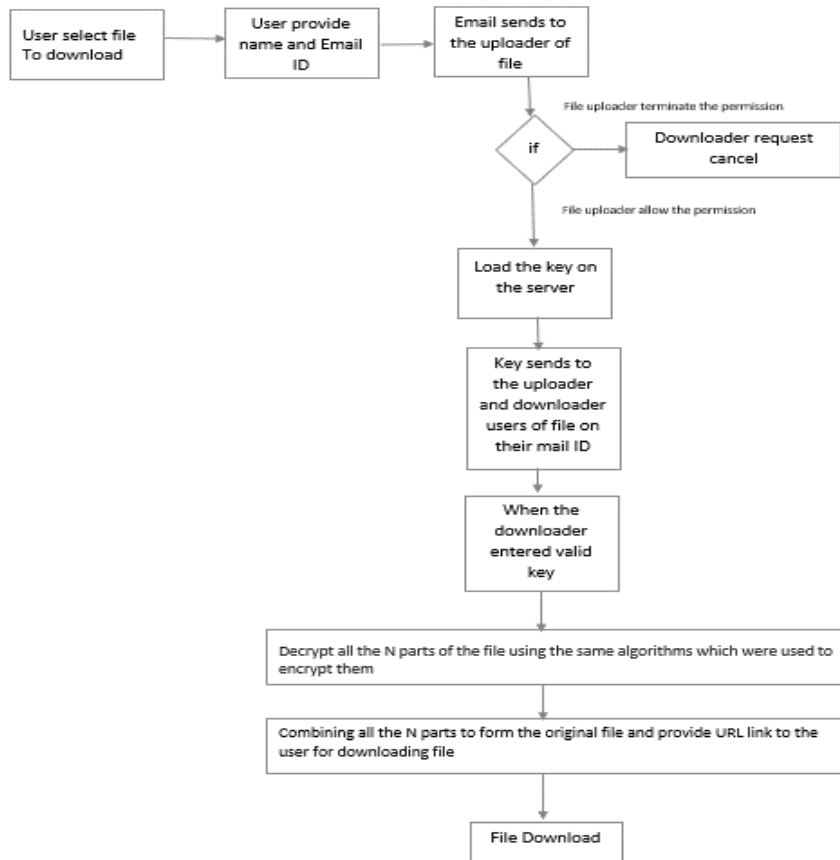 User select file
To download
User provide
name and Email
ID
Email sends to
the uploader of
file
File uploader terminate the permission
if
Downloader request
cancel
File uploader allow the permission
Load the key on
the server
Key sends to
the uploader
and downloader
users of file on
their mail ID
When the
downloader
entered valid
key
Decrypt all the N parts of the file using the same algorithms which were used to
encrypt them
Combining all the N parts to form the original file and provide URL link to the
user for downloading file
File Download